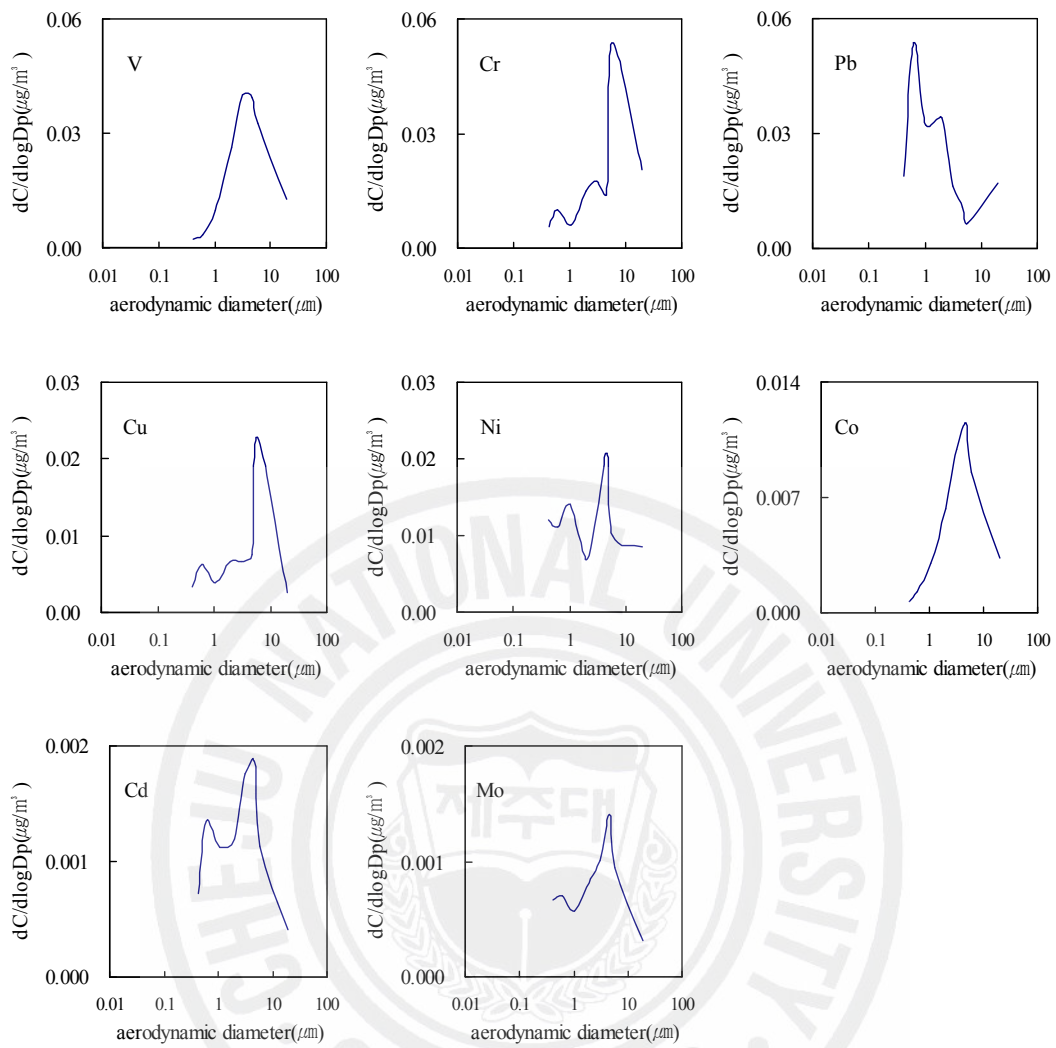 0.06
0.03
0.00
dC/dlogDp(μg/㎥)
V
0.01 0.1 1 10 100
aerodynamic diameter(㎛)
0.06
0.03
0.00
dC/dlogDp(μg/㎥)
Cr
0.01 0.1 1 10 100
aerodynamic diameter(㎛)
0.06
0.03
0.00
dC/dlogDp(μg/㎥)
Pb
0.01 0.1 1 10 100
aerodynamic diameter(㎛)
0.03
0.02
0.01
0.00
dC/dlogDp(μg/㎥)
Cu
0.01 0.1 1 10 100
aerodynamic diameter(㎛)
0.03
0.02
0.01
0.00
dC/dlogDp(μg/㎥)
Ni
0.01 0.1 1 10 100
aerodynamic diameter(㎛)
0.014
0.007
0.000
dC/dlogDp(μg/㎥)
Co
0.01 0.1 1 10 100
aerodynamic diameter(㎛)
0.002
0.001
0.000
dC/dlogDp(μg/㎥)
Cd
0.01 0.1 1 10 100
aerodynamic diameter(㎛)
0.002
0.001
0.000
dC/dlogDp(μg/㎥)
Mo
0.01 0.1 1 10 100
aerodynamic diameter(㎛)
CHEJU NATIONAL UNIVERSITY
제주대